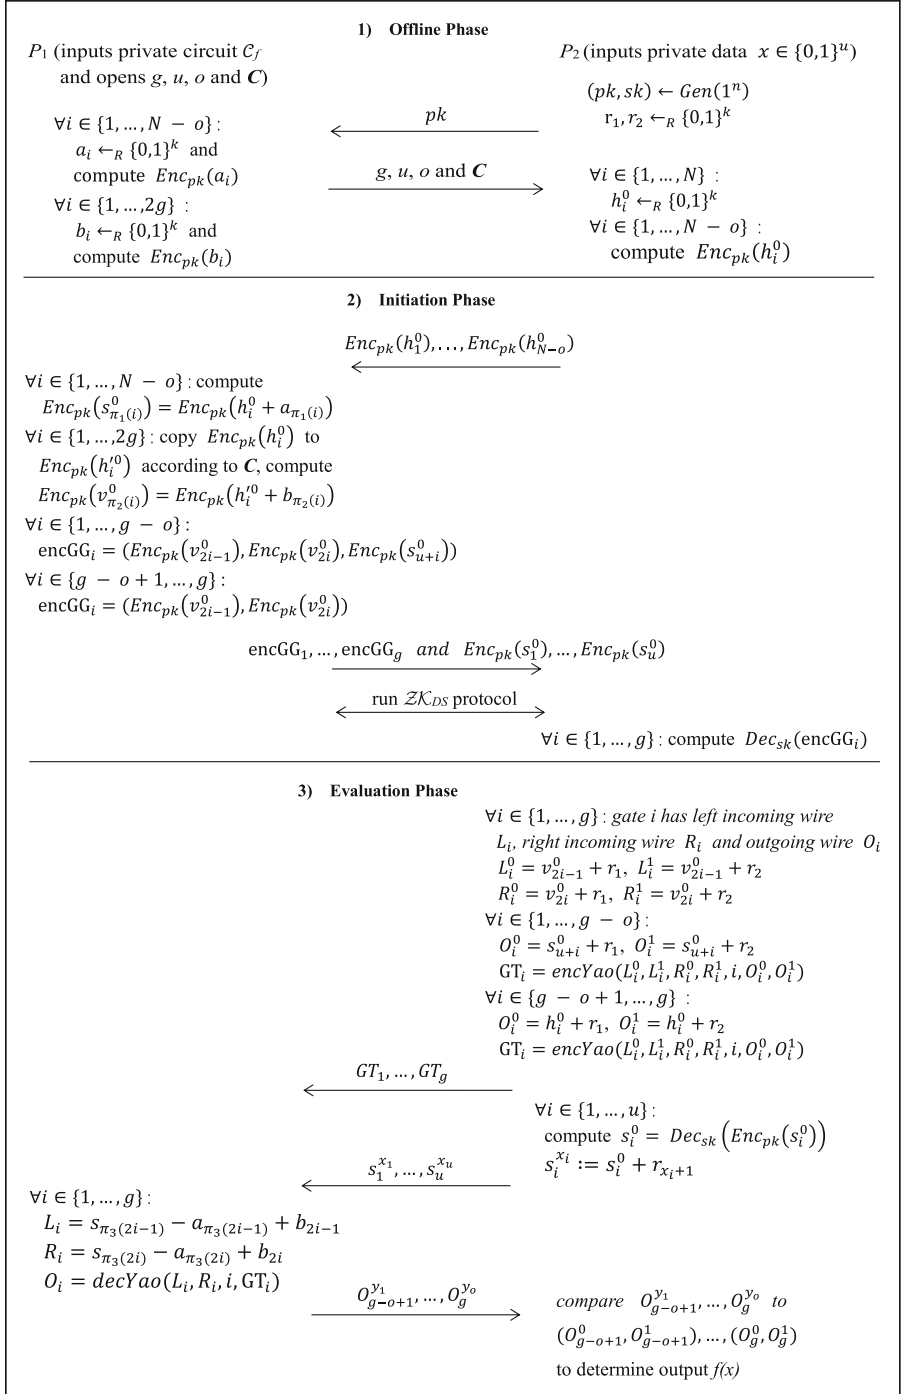 1) Offline Phase
P₁ (inputs private circuit 𝒞_f
and opens g, u, o and C)
P₂ (inputs private data x ∈ {0,1}^u)
(pk, sk) ← Gen(1^n)
r₁, r₂ ←_R {0,1}^k
pk
∀i ∈ {1, …, N − o} :
a_i ←_R {0,1}^k and
compute Enc_pk(a_i)
∀i ∈ {1, …,2g} :
b_i ←_R {0,1}^k and
compute Enc_pk(b_i)
g, u, o and C
∀i ∈ {1, …, N} :
h_i^0 ←_R {0,1}^k
∀i ∈ {1, …, N − o} :
compute Enc_pk(h_i^0)
2) Initiation Phase
Enc_pk(h_1^0), . . . , Enc_pk(h_{N−o}^0)
∀i ∈ {1, …, N − o} : compute
Enc_pk(s_{π₁(i)}^0) = Enc_pk(h_i^0 + a_{π₁(i)})
∀i ∈ {1, …,2g} : copy Enc_pk(h_i^0) to
Enc_pk(h_i′^0) according to C, compute
Enc_pk(v_{π₂(i)}^0) = Enc_pk(h_i′^0 + b_{π₂(i)})
∀i ∈ {1, …, g − o} :
encGG_i = (Enc_pk(v_{2i−1}^0), Enc_pk(v_{2i}^0), Enc_pk(s_{u+i}^0))
∀i ∈ {g − o + 1, …, g} :
encGG_i = (Enc_pk(v_{2i−1}^0), Enc_pk(v_{2i}^0))
encGG_1, … , encGG_g and Enc_pk(s_1^0), … , Enc_pk(s_u^0)
run 𝒵𝒦_DS protocol
∀i ∈ {1, …, g} : compute Dec_sk(encGG_i)
3) Evaluation Phase
∀i ∈ {1, …, g} : gate i has left incoming wire
L_i, right incoming wire R_i and outgoing wire O_i
L_i^0 = v_{2i−1}^0 + r₁, L_i^1 = v_{2i−1}^0 + r₂
R_i^0 = v_{2i}^0 + r₁, R_i^1 = v_{2i}^0 + r₂
∀i ∈ {1, …, g − o} :
O_i^0 = s_{u+i}^0 + r₁, O_i^1 = s_{u+i}^0 + r₂
GT_i = encYao(L_i^0, L_i^1, R_i^0, R_i^1, i, O_i^0, O_i^1)
∀i ∈ {g − o + 1, …, g} :
O_i^0 = h_i^0 + r₁, O_i^1 = h_i^0 + r₂
GT_i = encYao(L_i^0, L_i^1, R_i^0, R_i^1, i, O_i^0, O_i^1)
GT_1, … , GT_g
∀i ∈ {1, …, u} :
compute s_i^0 = Dec_sk(Enc_pk(s_i^0))
s_i^{x_i} := s_i^0 + r_{x_i+1}
s_1^{x_1}, … , s_u^{x_u}
∀i ∈ {1, …, g} :
L_i = s_{π₃(2i−1)} − a_{π₃(2i−1)} + b_{2i−1}
R_i = s_{π₃(2i)} − a_{π₃(2i)} + b_{2i}
O_i = decYao(L_i, R_i, i, GT_i)
O_{g−o+1}^{y_1}, … , O_g^{y_o}
compare O_{g−o+1}^{y_1}, … , O_g^{y_o} to
(O_{g−o+1}^0, O_{g−o+1}^1), … , (O_g^0, O_g^1)
to determine output f(x)